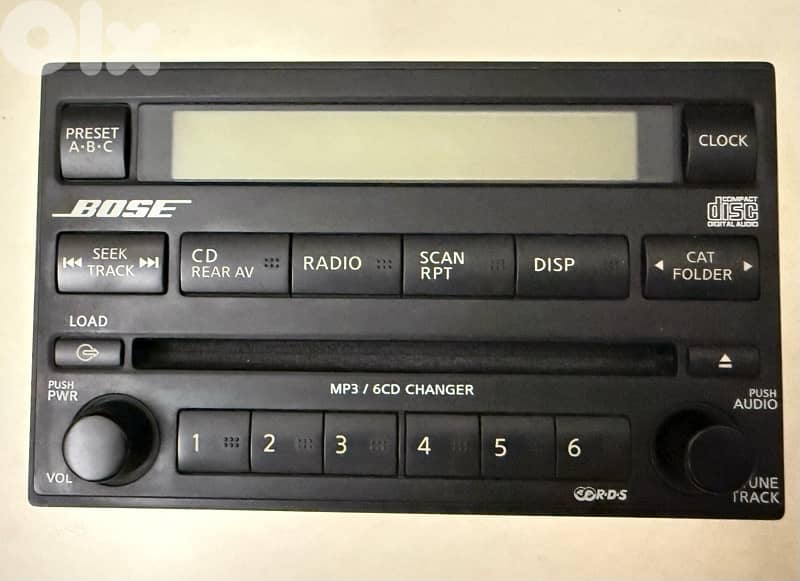 Olx
PRESET
A·B·C
CLOCK
BOSE
COMPACT
disc
DIGITAL AUDIO
SEEK
TRACK
CD
REAR AV
RADIO
SCAN
RPT
DISP
CAT
FOLDER
LOAD
MP3 / 6CD CHANGER
PUSH
PWR
VOL
1 2 3 4 5 6
PUSH
AUDIO
TUNE
TRACK
R·D·S